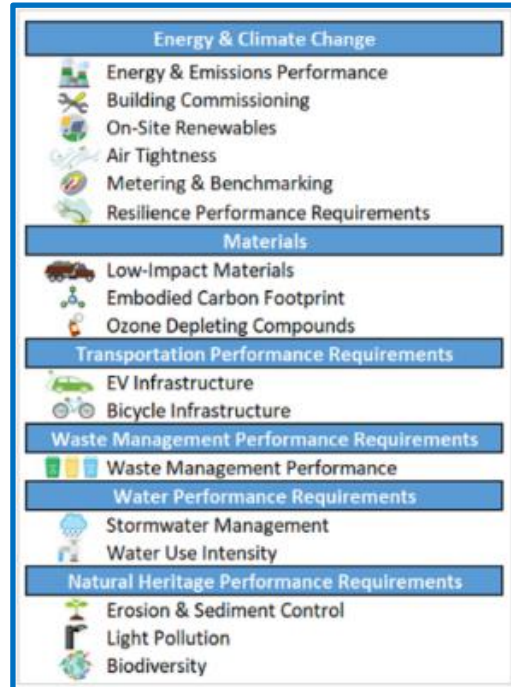 Energy & Climate Change
Energy & Emissions Performance
Building Commissioning
On-Site Renewables
Air Tightness
Metering & Benchmarking
Resilience Performance Requirements
Materials
Low-Impact Materials
Embodied Carbon Footprint
Ozone Depleting Compounds
Transportation Performance Requirements
EV Infrastructure
Bicycle Infrastructure
Waste Management Performance Requirements
Waste Management Performance
Water Performance Requirements
Stormwater Management
Water Use Intensity
Natural Heritage Performance Requirements
Erosion & Sediment Control
Light Pollution
Biodiversity